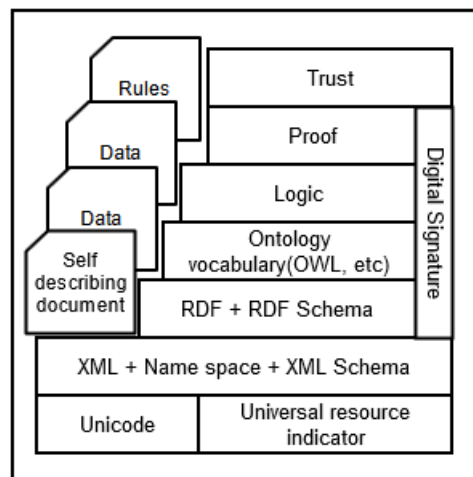 Trust
Rules
Proof
Data
Logic
Data
Digital Signature
Ontology
vocabulary(OWL, etc)
Self
describing
document
RDF + RDF Schema
XML + Name space + XML Schema
Unicode
Universal resource
indicator